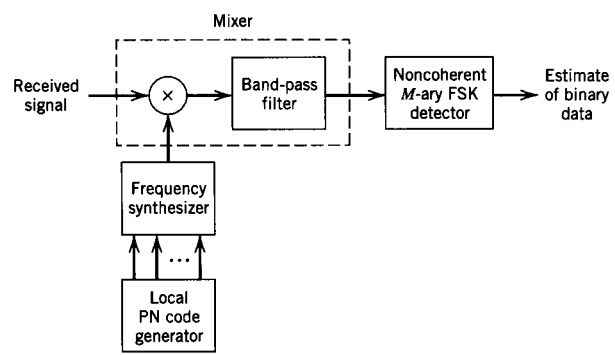 Mixer
Received
signal
×
Band-pass
filter
Noncoherent
M-ary FSK
detector
Estimate
of binary
data
Frequency
synthesizer
...
Local
PN code
generator